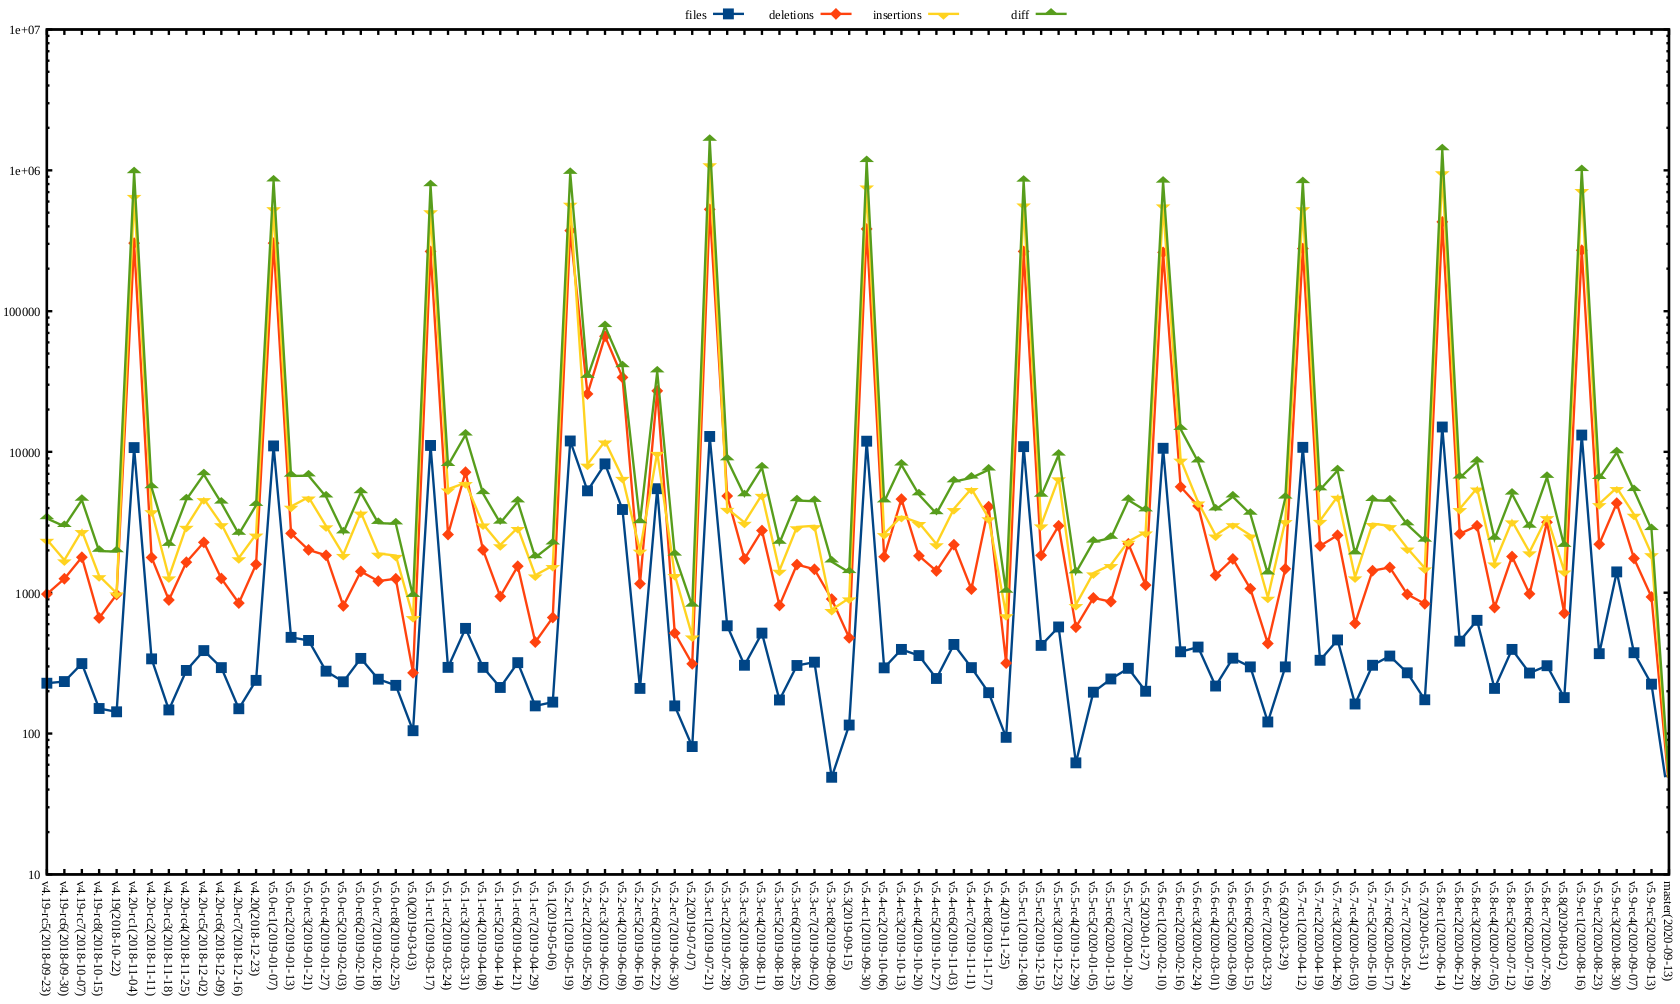 files deletions insertions diff
1e+07
1e+06
100000
10000
1000
100
10
v4.19-rc5(2018-09-23)
v4.19-rc6(2018-09-30)
v4.19-rc7(2018-10-07)
v4.19-rc8(2018-10-15)
v4.19(2018-10-22)
v4.20-rc1(2018-11-04)
v4.20-rc2(2018-11-11)
v4.20-rc3(2018-11-18)
v4.20-rc4(2018-11-25)
v4.20-rc5(2018-12-02)
v4.20-rc6(2018-12-09)
v4.20-rc7(2018-12-16)
v4.20(2018-12-23)
v5.0-rc1(2019-01-07)
v5.0-rc2(2019-01-13)
v5.0-rc3(2019-01-21)
v5.0-rc4(2019-01-27)
v5.0-rc5(2019-02-03)
v5.0-rc6(2019-02-10)
v5.0-rc7(2019-02-18)
v5.0-rc8(2019-02-25)
v5.0(2019-03-03)
v5.1-rc1(2019-03-17)
v5.1-rc2(2019-03-24)
v5.1-rc3(2019-03-31)
v5.1-rc4(2019-04-08)
v5.1-rc5(2019-04-14)
v5.1-rc6(2019-04-21)
v5.1-rc7(2019-04-29)
v5.1(2019-05-06)
v5.2-rc1(2019-05-19)
v5.2-rc2(2019-05-26)
v5.2-rc3(2019-06-02)
v5.2-rc4(2019-06-09)
v5.2-rc5(2019-06-16)
v5.2-rc6(2019-06-22)
v5.2-rc7(2019-06-30)
v5.2(2019-07-07)
v5.3-rc1(2019-07-21)
v5.3-rc2(2019-07-28)
v5.3-rc3(2019-08-05)
v5.3-rc4(2019-08-11)
v5.3-rc5(2019-08-18)
v5.3-rc6(2019-08-25)
v5.3-rc7(2019-09-02)
v5.3-rc8(2019-09-08)
v5.3(2019-09-15)
v5.4-rc1(2019-09-30)
v5.4-rc2(2019-10-06)
v5.4-rc3(2019-10-13)
v5.4-rc4(2019-10-20)
v5.4-rc5(2019-10-27)
v5.4-rc6(2019-11-03)
v5.4-rc7(2019-11-11)
v5.4-rc8(2019-11-17)
v5.4(2019-11-25)
v5.5-rc1(2019-12-08)
v5.5-rc2(2019-12-15)
v5.5-rc3(2019-12-23)
v5.5-rc4(2019-12-29)
v5.5-rc5(2020-01-05)
v5.5-rc6(2020-01-13)
v5.5-rc7(2020-01-20)
v5.5(2020-01-27)
v5.6-rc1(2020-02-10)
v5.6-rc2(2020-02-16)
v5.6-rc3(2020-02-24)
v5.6-rc4(2020-03-01)
v5.6-rc5(2020-03-09)
v5.6-rc6(2020-03-15)
v5.6-rc7(2020-03-23)
v5.6(2020-03-29)
v5.7-rc1(2020-04-12)
v5.7-rc2(2020-04-19)
v5.7-rc3(2020-04-26)
v5.7-rc4(2020-05-03)
v5.7-rc5(2020-05-10)
v5.7-rc6(2020-05-17)
v5.7-rc7(2020-05-24)
v5.7(2020-05-31)
v5.8-rc1(2020-06-14)
v5.8-rc2(2020-06-21)
v5.8-rc3(2020-06-28)
v5.8-rc4(2020-07-05)
v5.8-rc5(2020-07-12)
v5.8-rc6(2020-07-19)
v5.8-rc7(2020-07-26)
v5.8(2020-08-02)
v5.9-rc1(2020-08-16)
v5.9-rc2(2020-08-23)
v5.9-rc3(2020-08-30)
v5.9-rc4(2020-09-07)
v5.9-rc5(2020-09-13)
master(2020-09-13)